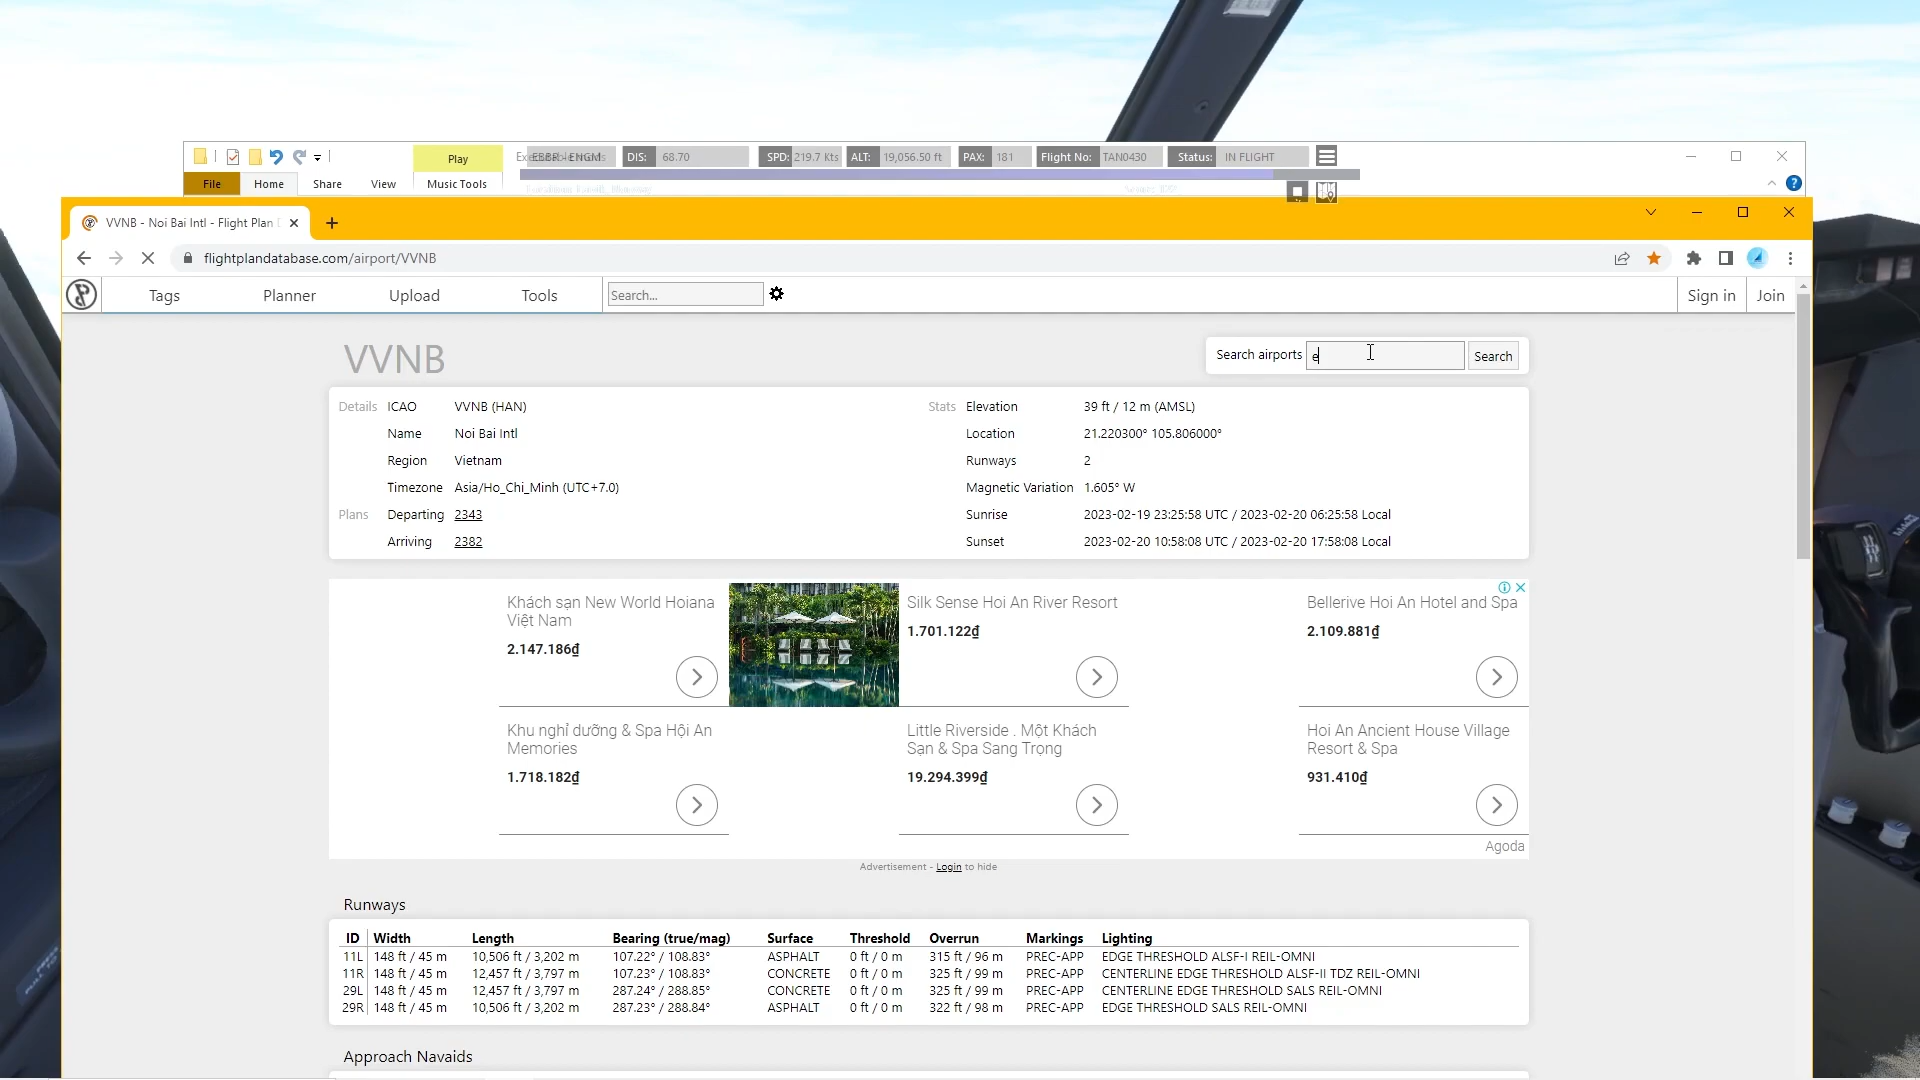 Play
EBBR - ENGM
DIS: 68.70
SPD: 219.7 Kts
ALT: 19,056.50 ft
PAX: 181
Flight No: TAN0430
Status: IN FLIGHT
File Home Share View Music Tools
VVNB - Noi Bai Intl - Flight Plan
flightplandatabase.com/airport/VVNB
Tags Planner Upload Tools Search... Sign in Join
VVNB
Search airports e Search
Details ICAO VVNB (HAN) Stats Elevation 39 ft / 12 m (AMSL)
Name Noi Bai Intl Location 21.220300° 105.806000°
Region Vietnam Runways 2
Timezone Asia/Ho_Chi_Minh (UTC+7.0) Magnetic Variation 1.605° W
Plans Departing 2343 Sunrise 2023-02-19 23:25:58 UTC / 2023-02-20 06:25:58 Local
Arriving 2382 Sunset 2023-02-20 10:58:08 UTC / 2023-02-20 17:58:08 Local
Khách sạn New World Hoiana
Việt Nam
2.147.186₫
Silk Sense Hoi An River Resort
1.701.122₫
Bellerive Hoi An Hotel and Spa
2.109.881₫
Khu nghỉ dưỡng & Spa Hội An
Memories
1.718.182₫
Little Riverside . Một Khách
Sạn & Spa Sang Trọng
19.294.399₫
Hoi An Ancient House Village
Resort & Spa
931.410₫
Agoda
Advertisement - Login to hide
Runways
ID Width Length Bearing (true/mag) Surface Threshold Overrun Markings Lighting
11L 148 ft / 45 m 10,506 ft / 3,202 m 107.22° / 108.83° ASPHALT 0 ft / 0 m 315 ft / 96 m PREC-APP EDGE THRESHOLD ALSF-I REIL-OMNI
11R 148 ft / 45 m 12,457 ft / 3,797 m 107.23° / 108.83° CONCRETE 0 ft / 0 m 325 ft / 99 m PREC-APP CENTERLINE EDGE THRESHOLD ALSF-II TDZ REIL-OMNI
29L 148 ft / 45 m 12,457 ft / 3,797 m 287.24° / 288.85° CONCRETE 0 ft / 0 m 325 ft / 99 m PREC-APP CENTERLINE EDGE THRESHOLD SALS REIL-OMNI
29R 148 ft / 45 m 10,506 ft / 3,202 m 287.23° / 288.84° ASPHALT 0 ft / 0 m 322 ft / 98 m PREC-APP EDGE THRESHOLD SALS REIL-OMNI
Approach Navaids